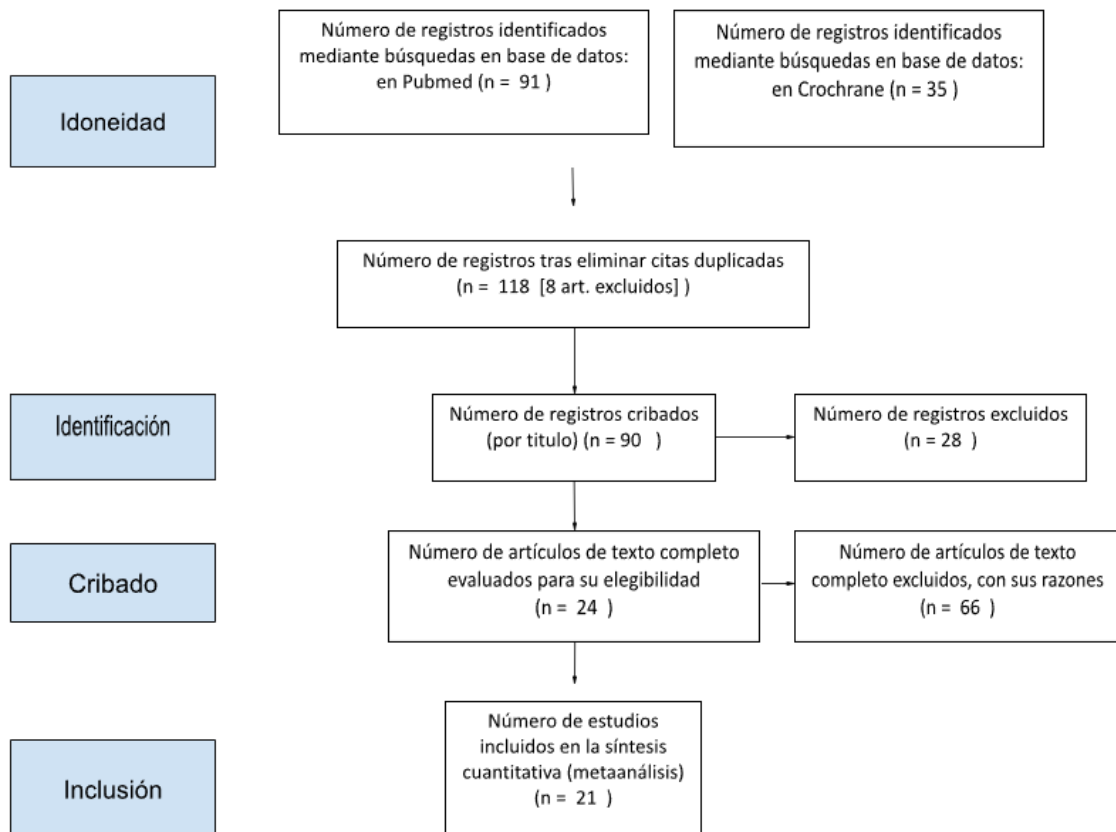 Número de registros identificados
mediante búsquedas en base de datos:
en Pubmed (n =  91 )
Número de registros identificados
mediante búsquedas en base de datos:
en Crochrane (n = 35 )
Idoneidad
Número de registros tras eliminar citas duplicadas
(n =  118  [8 art. excluidos] )
Identificación
Número de registros cribados
(por titulo) (n = 90   )
Número de registros excluidos
(n = 28   )
Cribado
Número de artículos de texto completo
evaluados para su elegibilidad
(n =  24   )
Número de artículos de texto
completo excluidos, con sus razones
(n =  66   )
Inclusión
Número de estudios
incluidos en la síntesis
cuantitativa (metaanálisis)
(n =  21   )